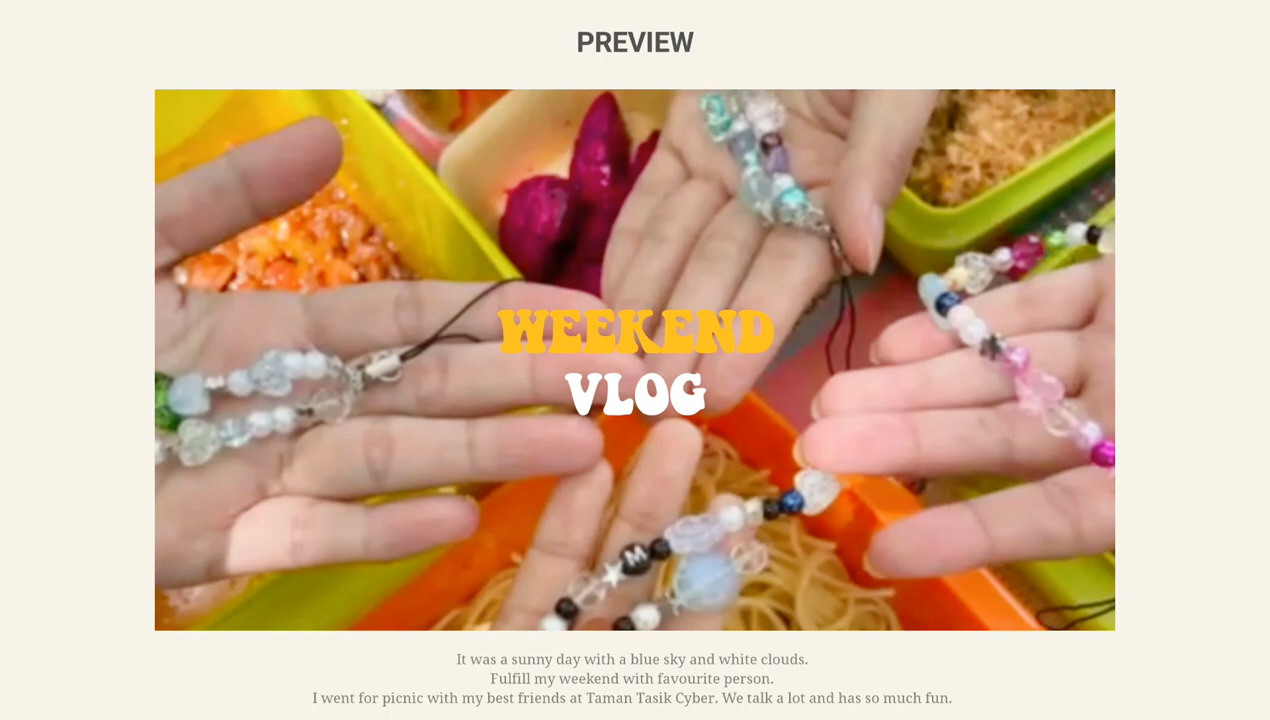 PREVIEW
WEEKEND
VLOG
M
It was a sunny day with a blue sky and white clouds.
Fulfill my weekend with favourite person.
I went for picnic with my best friends at Taman Tasik Cyber. We talk a lot and has so much fun.